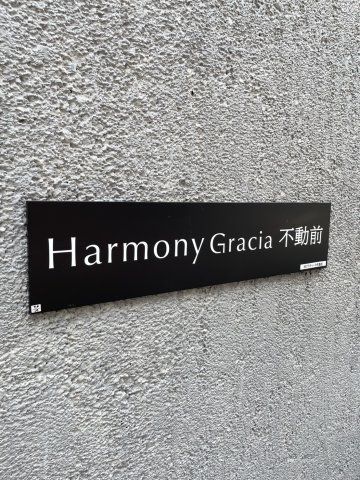 Harmony Gracia 不動前